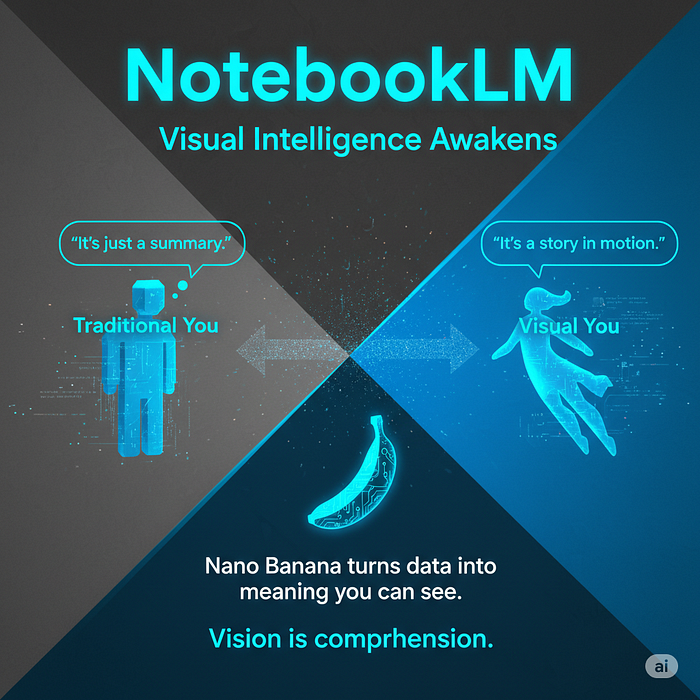 NotebookLM
Visual Intelligence Awakens
“It’s just a summary.”
Traditional You
“It’s a story in motion.”
Visual You
Nano Banana turns data into
meaning you can see.
Vision is comprhension.
ai